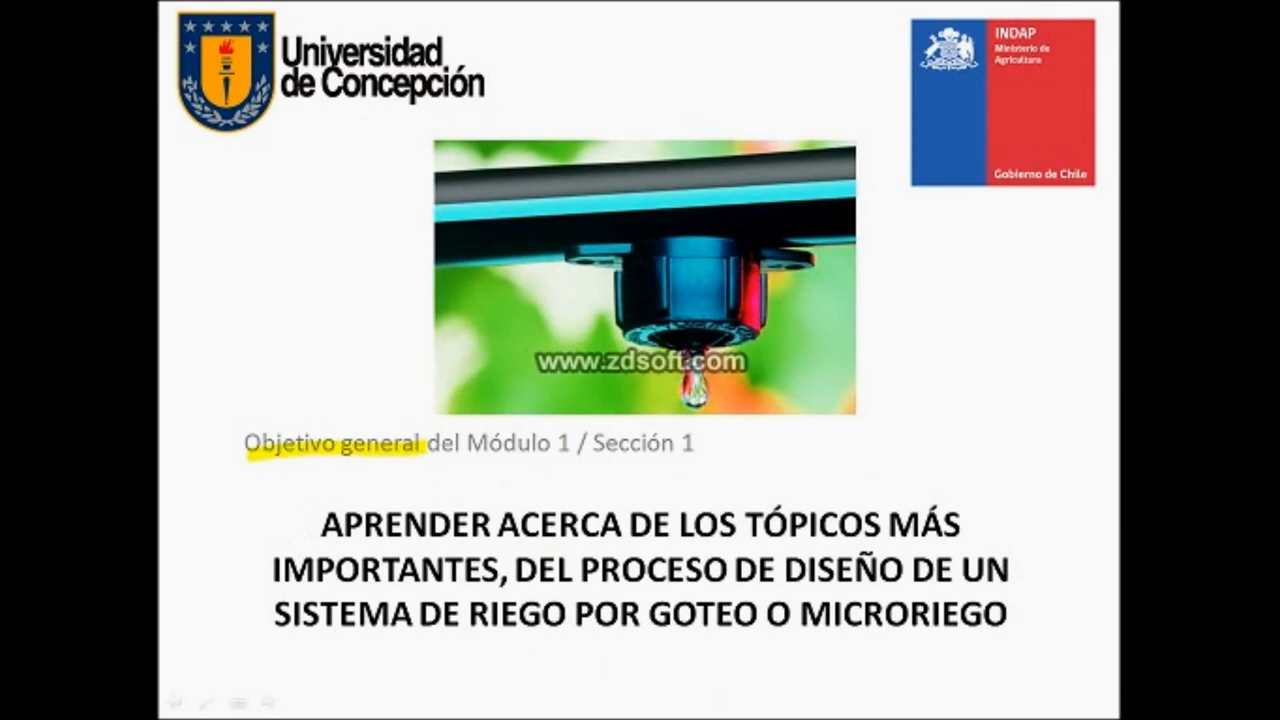 Universidad
de Concepción
INDAP
Ministerio de
Agricultura
Gobierno de Chile
www.zdsoft.com
Objetivo general del Módulo 1 / Sección 1
APRENDER ACERCA DE LOS TÓPICOS MÁS
IMPORTANTES, DEL PROCESO DE DISEÑO DE UN
SISTEMA DE RIEGO POR GOTEO O MICRORIEGO